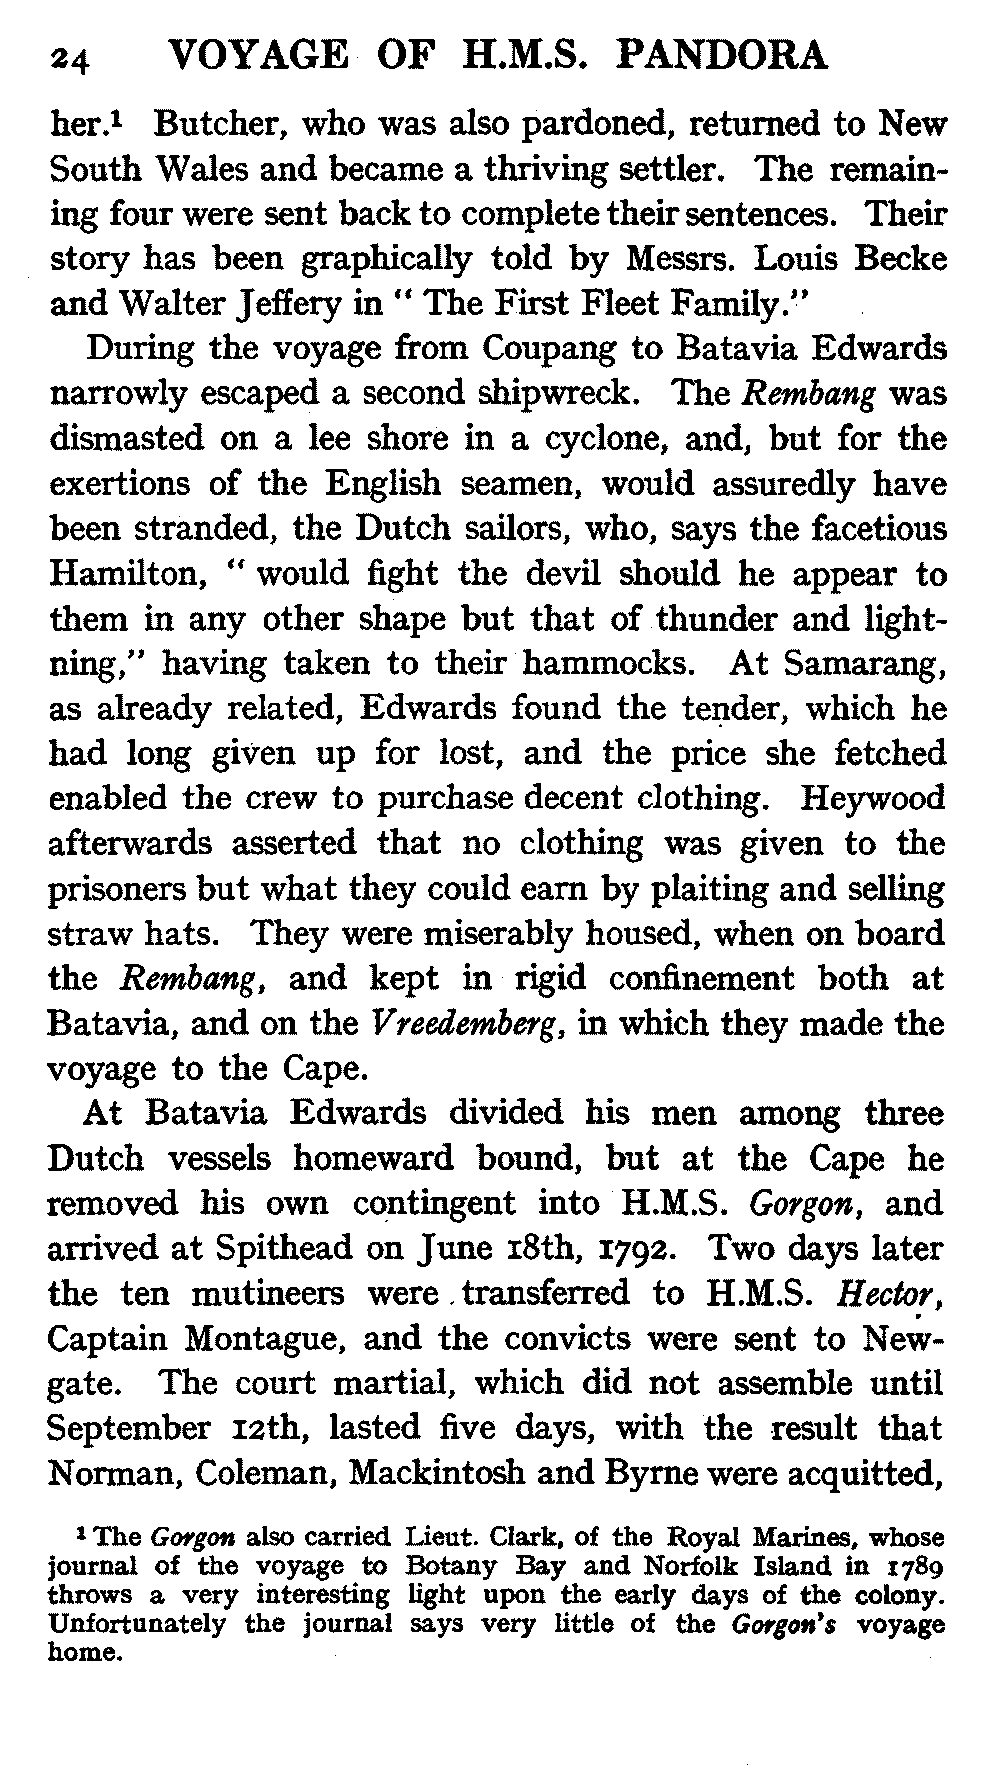 24 VOYAGE OF H.M.S. PANDORA
her.¹ Butcher, who was also pardoned, returned to New
South Wales and became a thriving settler. The remain-
ing four were sent back to complete their sentences. Their
story has been graphically told by Messrs. Louis Becke
and Walter Jeffery in “ The First Fleet Family.”
During the voyage from Coupang to Batavia Edwards
narrowly escaped a second shipwreck. The Rembang was
dismasted on a lee shore in a cyclone, and, but for the
exertions of the English seamen, would assuredly have
been stranded, the Dutch sailors, who, says the facetious
Hamilton, “ would fight the devil should he appear to
them in any other shape but that of thunder and light-
ning,” having taken to their hammocks. At Samarang,
as already related, Edwards found the tender, which he
had long given up for lost, and the price she fetched
enabled the crew to purchase decent clothing. Heywood
afterwards asserted that no clothing was given to the
prisoners but what they could earn by plaiting and selling
straw hats. They were miserably housed, when on board
the Rembang, and kept in rigid confinement both at
Batavia, and on the Vreedemberg, in which they made the
voyage to the Cape.
At Batavia Edwards divided his men among three
Dutch vessels homeward bound, but at the Cape he
removed his own contingent into H.M.S. Gorgon, and
arrived at Spithead on June 18th, 1792. Two days later
the ten mutineers were transferred to H.M.S. Hector,
Captain Montague, and the convicts were sent to New-
gate. The court martial, which did not assemble until
September 12th, lasted five days, with the result that
Norman, Coleman, Mackintosh and Byrne were acquitted,
¹ The Gorgon also carried Lieut. Clark, of the Royal Marines, whose
journal of the voyage to Botany Bay and Norfolk Island in 1789
throws a very interesting light upon the early days of the colony.
Unfortunately the journal says very little of the Gorgon's voyage
home.